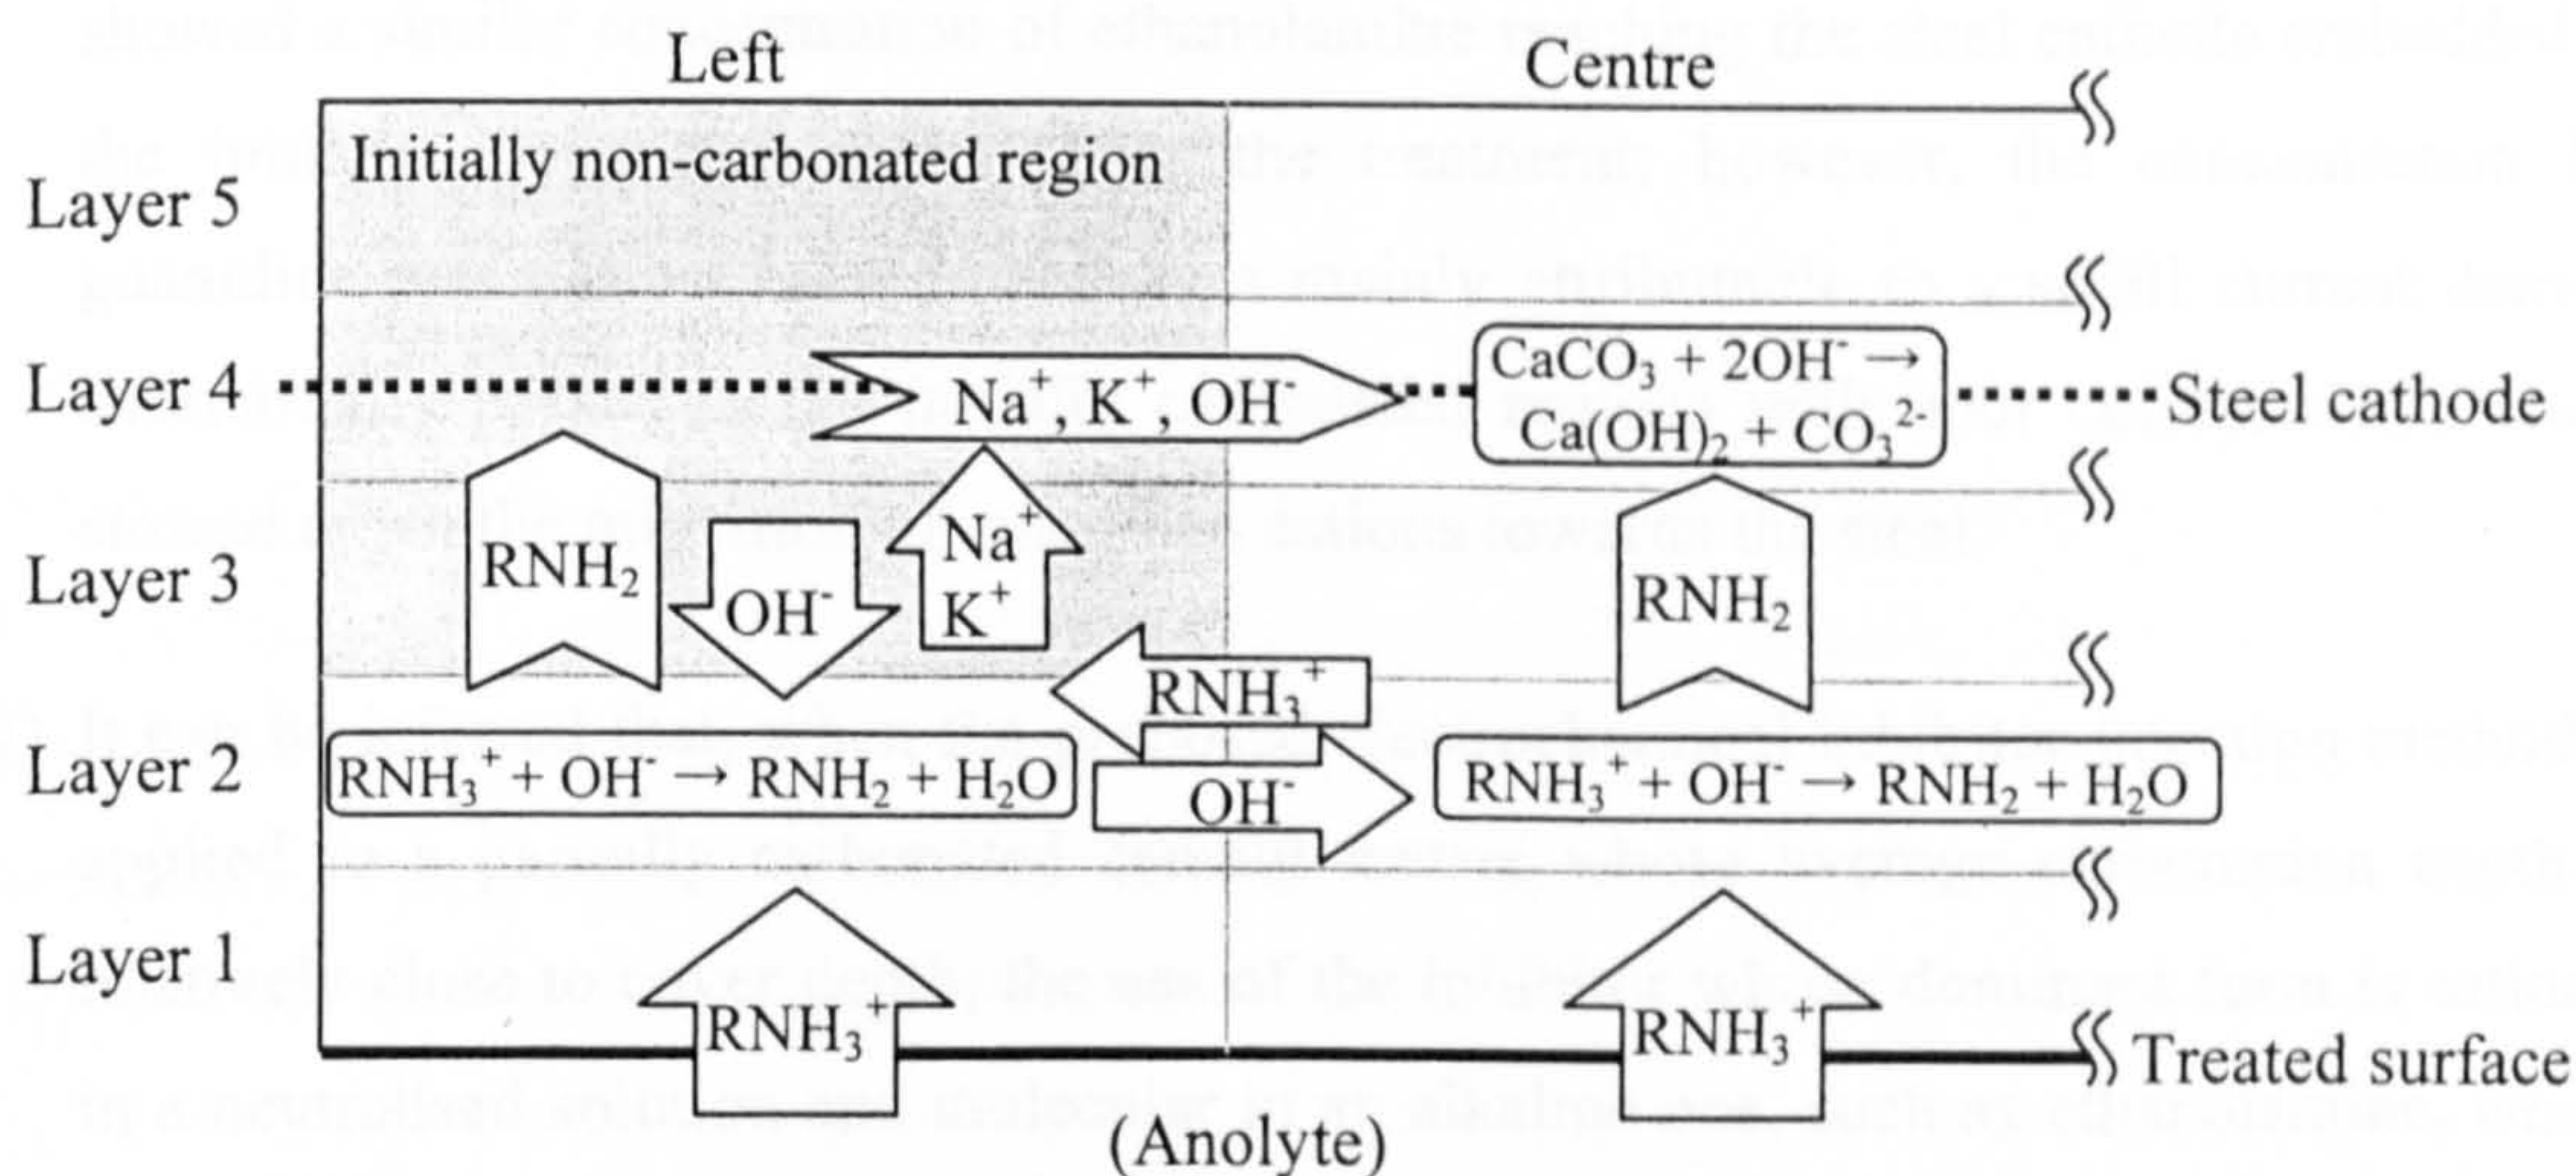 Left Centre
Initially non-carbonated region
Layer 5
Layer 4
Na⁺, K⁺, OH⁻
CaCO₃ + 2OH⁻ →
Ca(OH)₂ + CO₃²⁻
Steel cathode
Layer 3
RNH₂
OH⁻
Na⁺
K⁺
RNH₂
RNH₃⁺
Layer 2
RNH₃⁺ + OH⁻ → RNH₂ + H₂O
OH⁻
RNH₃⁺ + OH⁻ → RNH₂ + H₂O
Layer 1
RNH₃⁺
RNH₃⁺
Treated surface
(Anolyte)